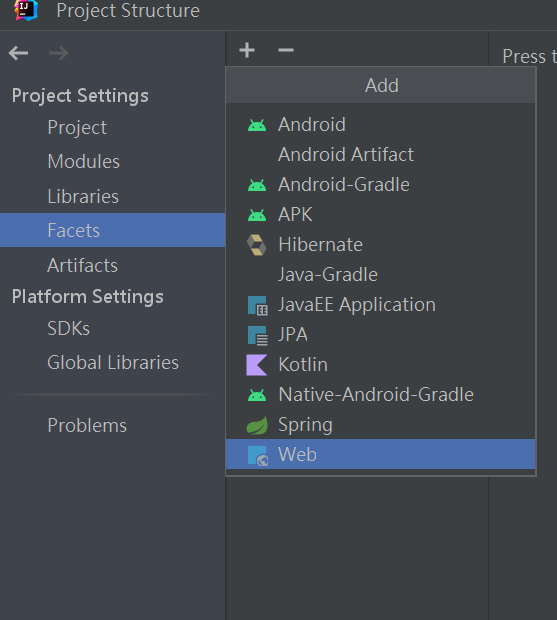 IJ
Project Structure
Press t
Project Settings
Project
Modules
Libraries
Facets
Artifacts
Platform Settings
SDKs
Global Libraries
Problems
Add
Android
Android Artifact
Android-Gradle
APK
Hibernate
Java-Gradle
EE
JavaEE Application
JPA
Kotlin
Native-Android-Gradle
Spring
Web